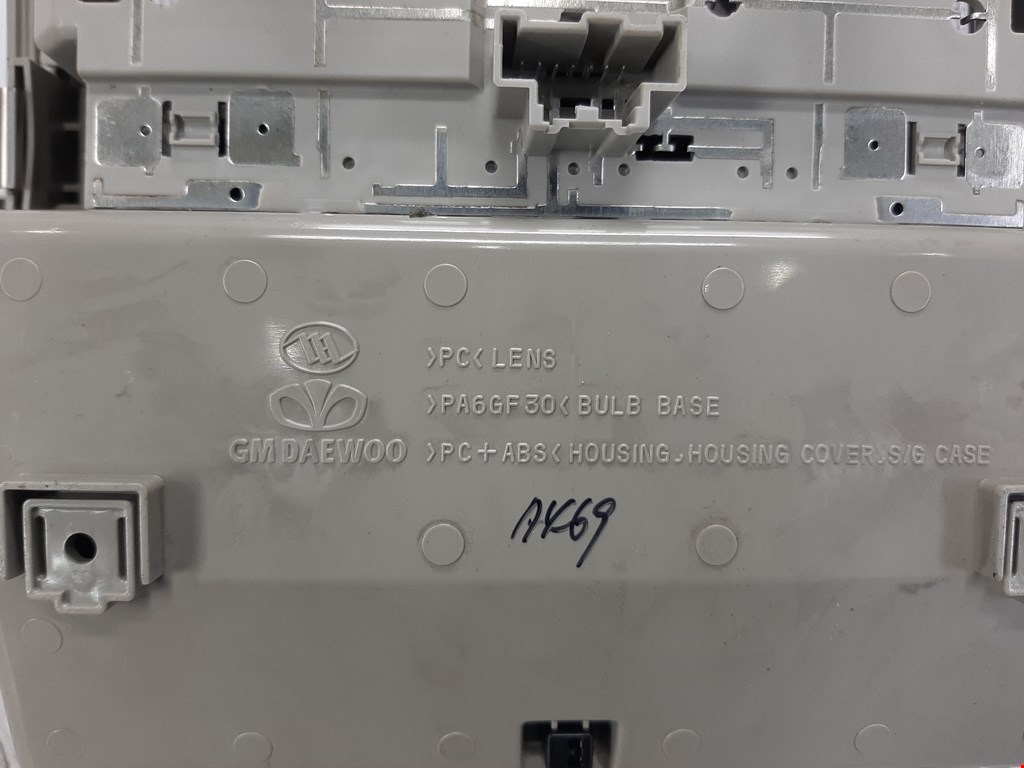 >PC< LENS
>PA6GF30< BULB BASE
GM DAEWOO >PC+ABS< HOUSING, HOUSING COVER, S/G CASE
AK69